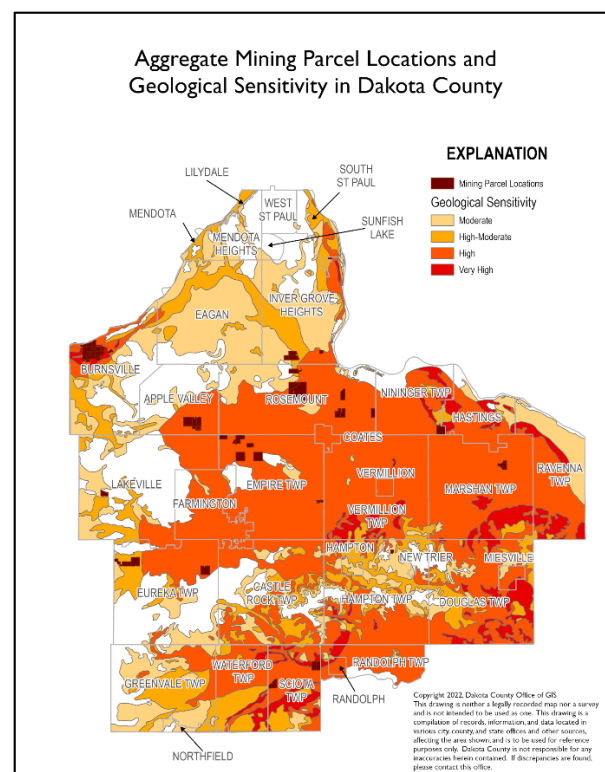 Aggregate Mining Parcel Locations and
Geological Sensitivity in Dakota County
EXPLANATION
Mining Parcel Locations
Geological Sensitivity
Moderate
High-Moderate
High
Very High
LILYDALE
SOUTH
ST PAUL
WEST
ST PAUL
MENDOTA
SUNFISH
LAKE
MENDOTA
HEIGHTS
INVER GROVE
HEIGHTS
EAGAN
BURNSVILLE
APPLE VALLEY
ROSEMOUNT
NININGER TWP
HASTINGS
COATES
LAKEVILLE
EMPIRE TWP
VERMILLION
RAVENNA
TWP
MARSHAN TWP
FARMINGTON
VERMILLION
TWP
HAMPTON
NEW TRIER
MIESVILLE
EUREKA TWP
CASTLE
ROCK TWP
HAMPTON TWP
DOUGLAS TWP
WATERFORD
TWP
RANDOLPH TWP
GREENVALE TWP
SCIOTA
TWP
RANDOLPH
NORTHFIELD
Copyright 2022, Dakota County Office of GIS
This drawing is neither a legally recorded map nor a survey
and is not intended to be used as one. This drawing is a
compilation of records, information, and data located in
various city, county, and state offices and other sources,
affecting the area shown, and is to be used for reference
purposes only. Dakota County is not responsible for any
inaccuracies herein contained. If discrepancies are found,
please contact this office.